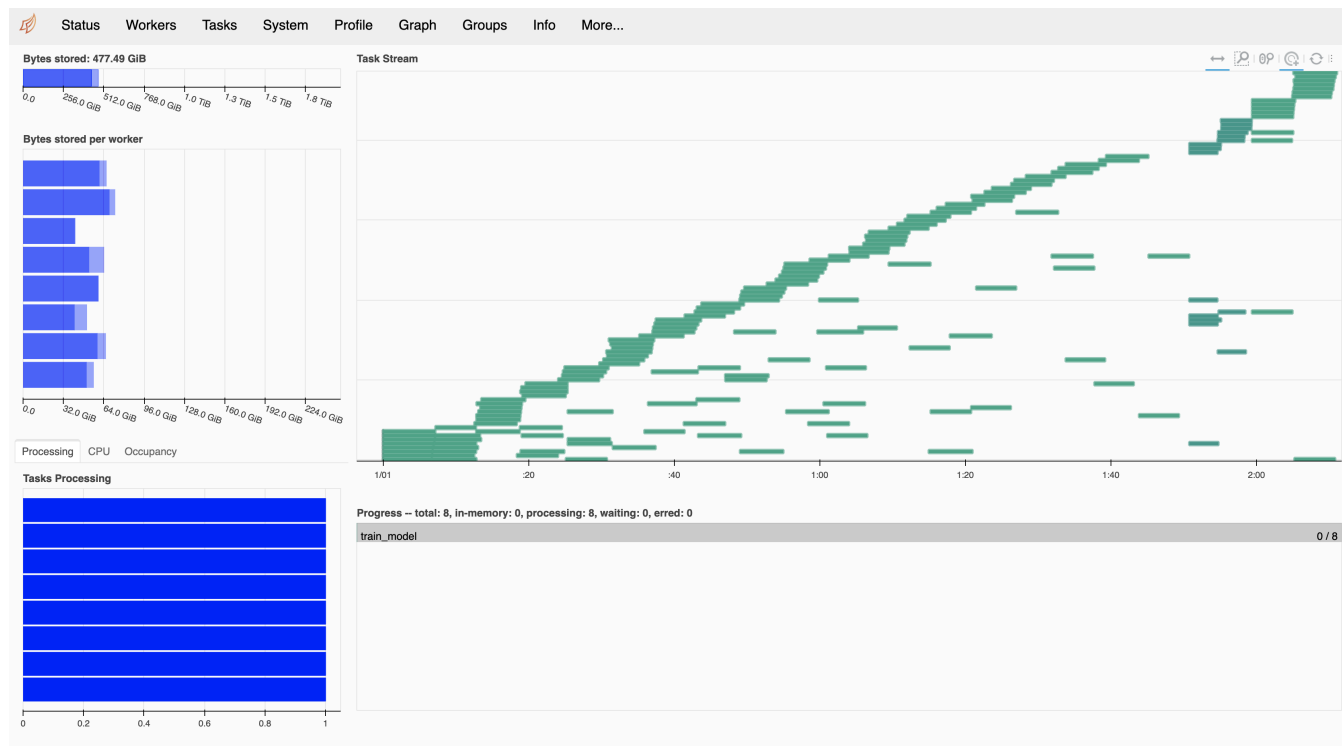 Status Workers Tasks System Profile Graph Groups Info More...
Bytes stored: 477.49 GiB
0.0 256.0 GiB 512.0 GiB 768.0 GiB 1.0 TiB 1.3 TiB 1.5 TiB 1.8 TiB
Bytes stored per worker
0.0 32.0 GiB 64.0 GiB 96.0 GiB 128.0 GiB 160.0 GiB 192.0 GiB 224.0 GiB
Processing CPU Occupancy
Tasks Processing
0 0.2 0.4 0.6 0.8 1
Task Stream
1/01 :20 :40 1:00 1:20 1:40 2:00
Progress -- total: 8, in-memory: 0, processing: 8, waiting: 0, erred: 0
train_model 0 / 8